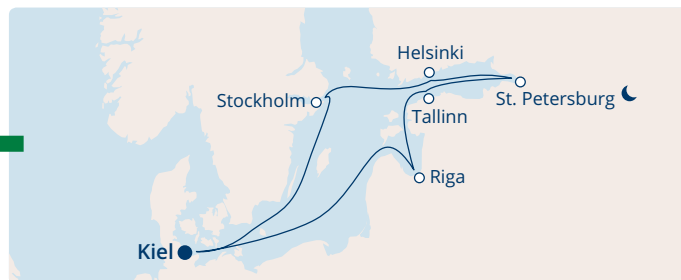 Helsinki
Stockholm
St. Petersburg
Tallinn
Riga
Kiel